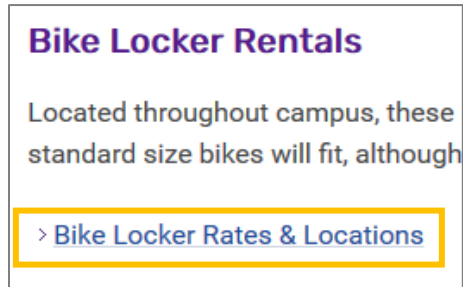 Bike Locker Rentals
Located throughout campus, these
standard size bikes will fit, although
> Bike Locker Rates & Locations